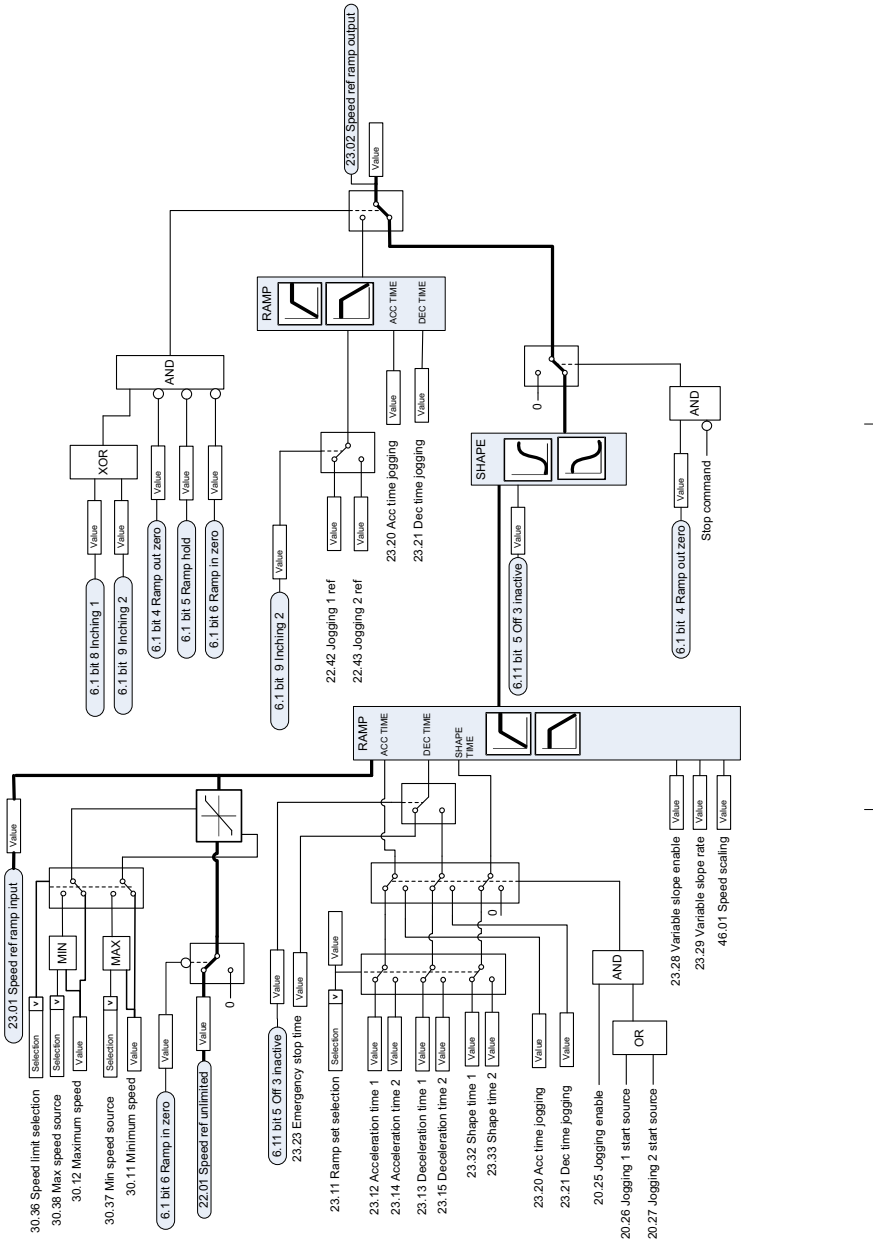 23.01 Speed ref ramp input
Value
30.36 Speed limit selection
Selection
v
30.38 Max speed source
Selection
v
30.12 Maximum speed
Value
MIN
30.37 Min speed source
Selection
v
30.11 Minimum speed
Value
MAX
6.1 bit 6 Ramp in zero
Value
22.01 Speed ref unlimited
Value
0
6.11 bit 5 Off 3 inactive
Value
23.23 Emergency stop time
Value
23.11 Ramp set selection
Selection
v
Value
23.12 Acceleration time 1
Value
23.14 Acceleration time 2
Value
23.13 Deceleration time 1
Value
23.15 Deceleration time 2
Value
23.32 Shape time 1
Value
23.33 Shape time 2
Value
0
23.20 Acc time jogging
Value
23.21 Dec time jogging
Value
20.25 Jogging enable
AND
20.26 Jogging 1 start source
20.27 Jogging 2 start source
OR
RAMP
ACC TIME
DEC TIME
SHAPE
TIME
23.28 Variable slope enable
Value
23.29 Variable slope rate
Value
46.01 Speed scaling
Value
6.1 bit 8 Inching 1
Value
6.1 bit  9 Inching 2
Value
XOR
6.1 bit 4 Ramp out zero
Value
6.1 bit 5 Ramp hold
Value
6.1 bit 6 Ramp in zero
Value
AND
6.1 bit  9 Inching 2
Value
22.42 Jogging 1 ref
Value
22.43 Jogging 2 ref
Value
23.20 Acc time jogging
Value
23.21 Dec time jogging
Value
RAMP
ACC TIME
DEC TIME
SHAPE
6.11 bit  5 Off 3 inactive
Value
0
6.1 bit  4 Ramp out zero
Value
Stop command
AND
23.02 Speed ref ramp output
Value